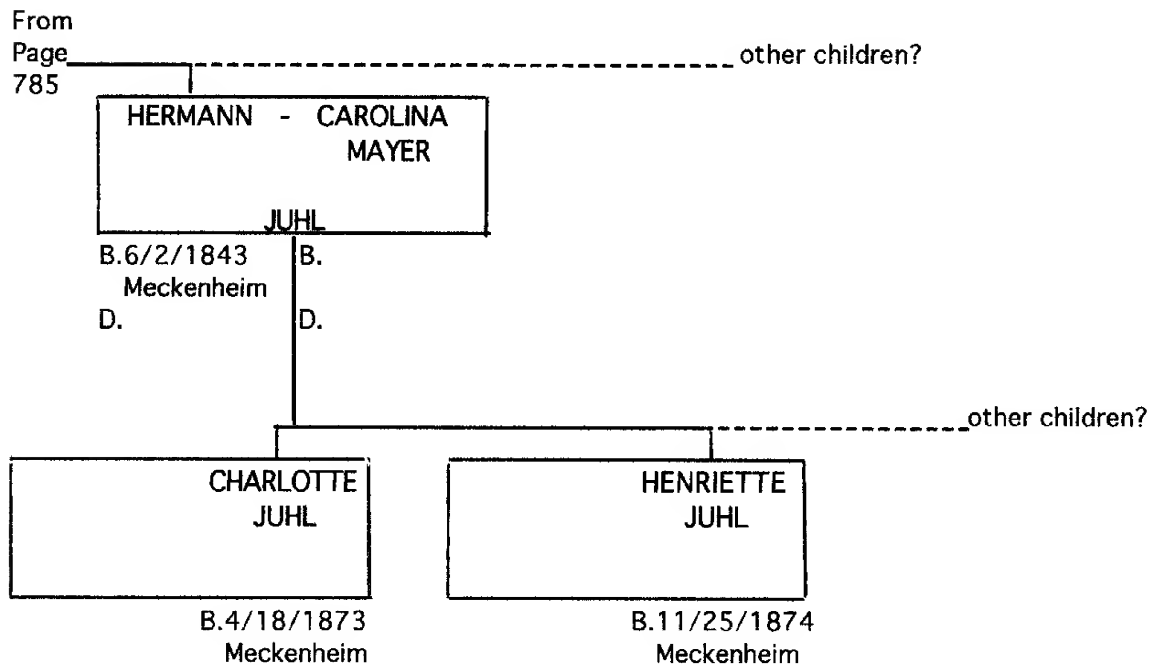 From
Page
785
other children?
HERMANN - CAROLINA
MAYER
JUHL
B.6/2/1843 B.
Meckenheim
D. D.
other children?
CHARLOTTE
JUHL
HENRIETTE
JUHL
B.4/18/1873
Meckenheim
B.11/25/1874
Meckenheim